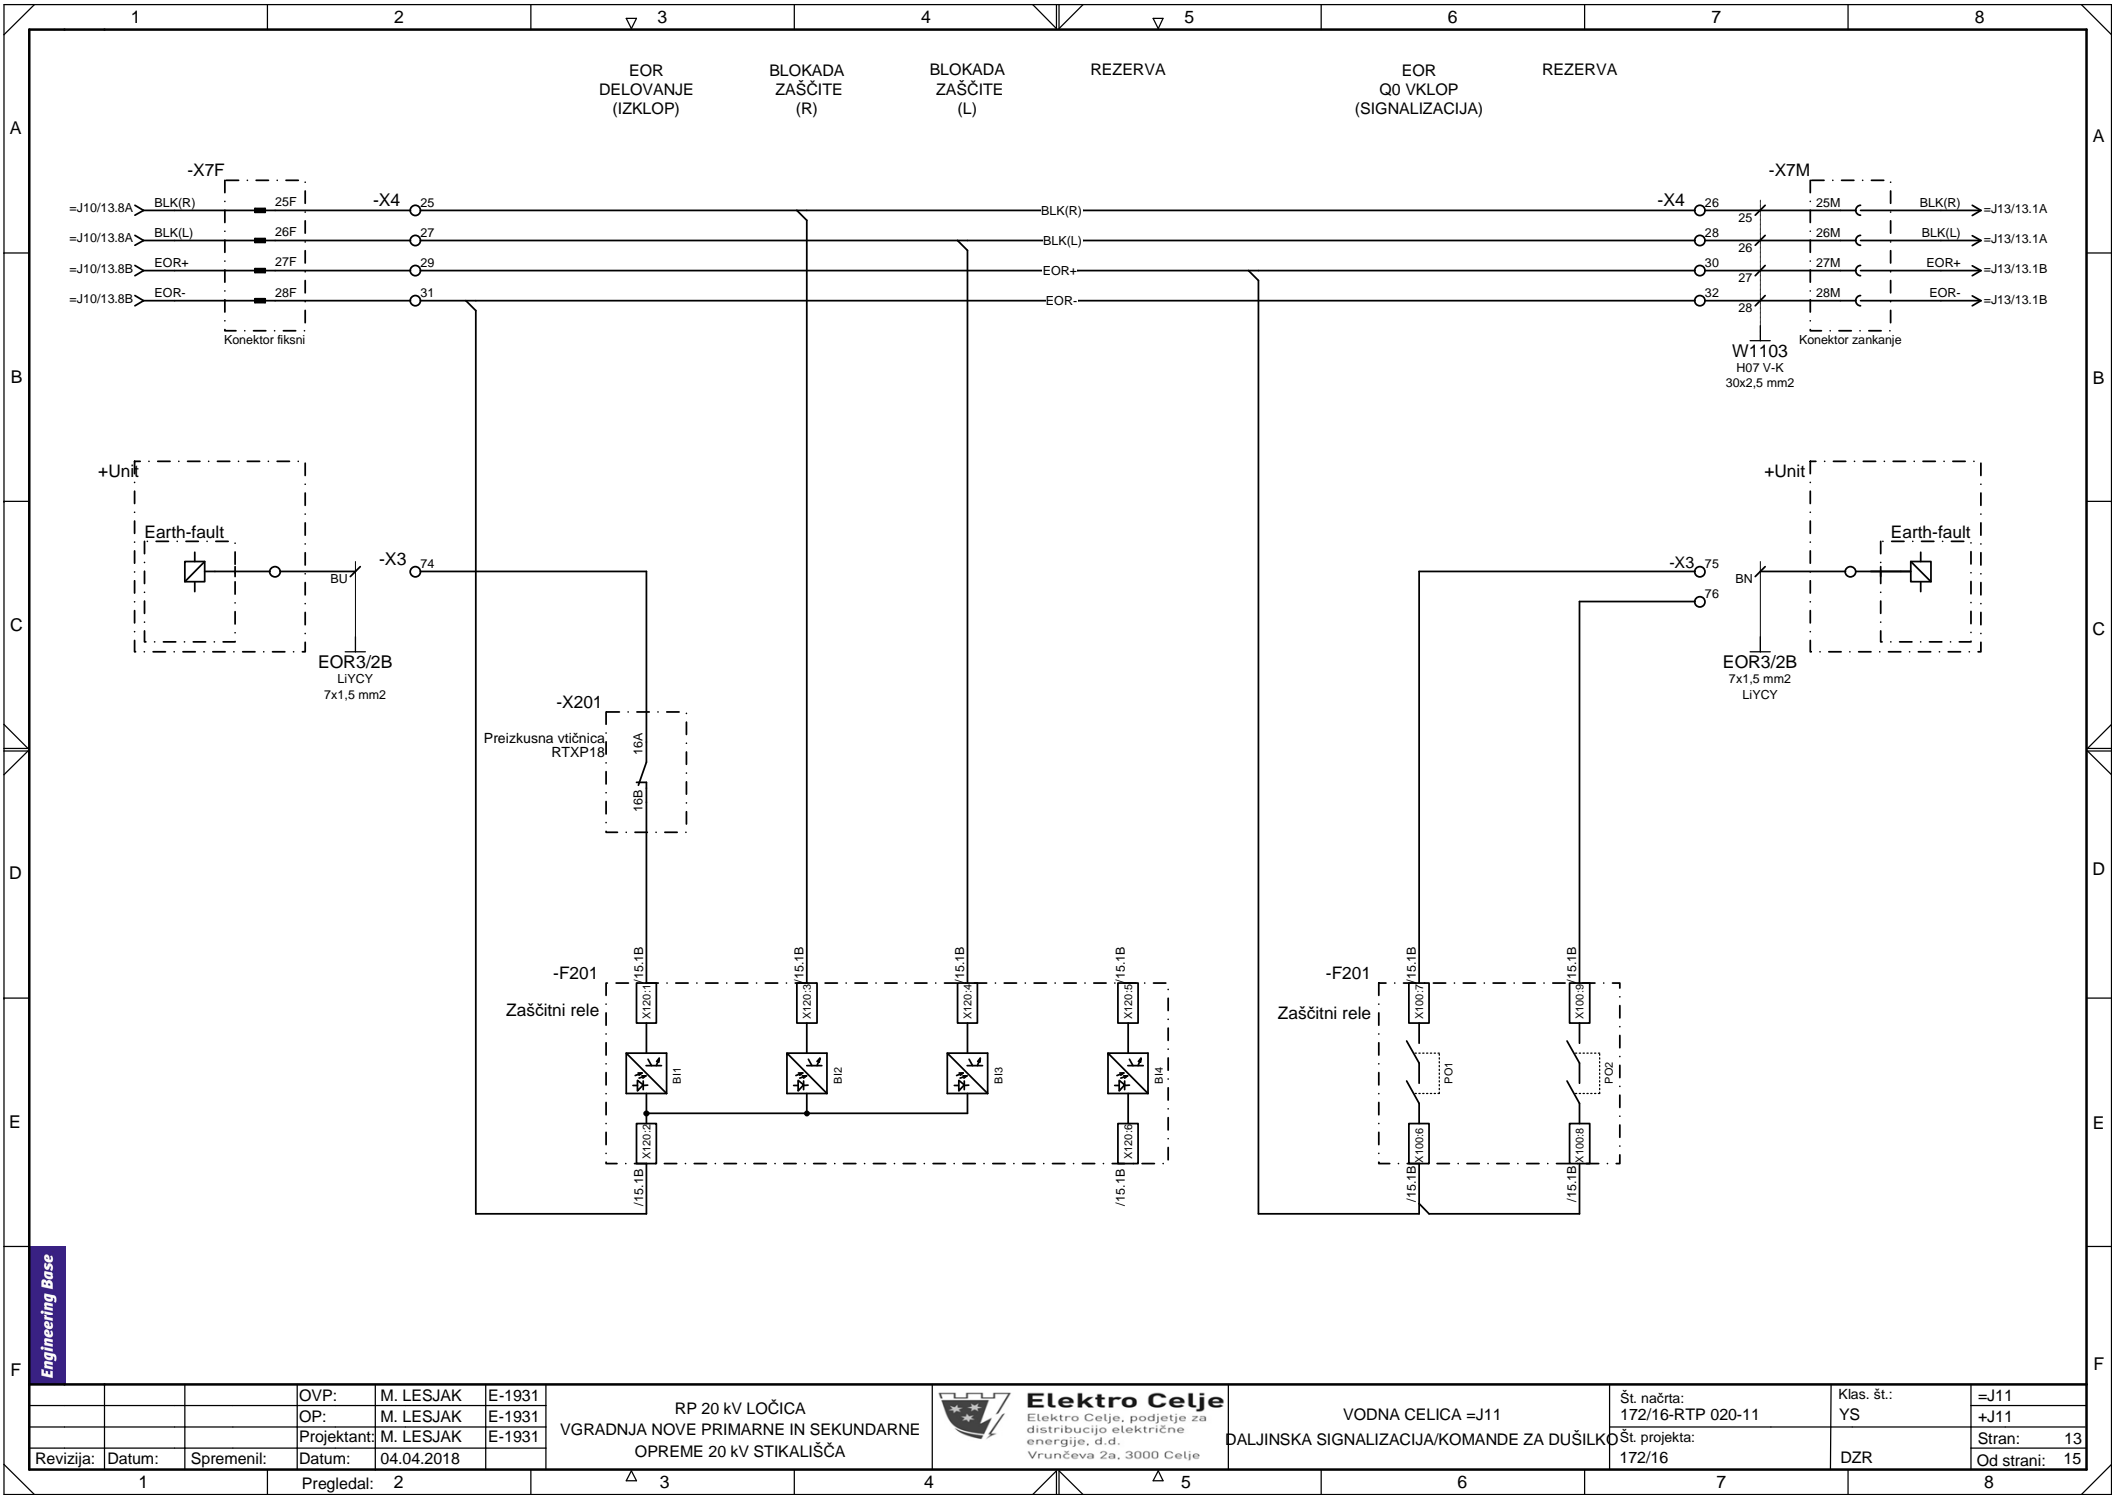 1 2 3 4 5 6 7 8
EOR
DELOVANJE
(IZKLOP)
BLOKADA
ZAŠČITE
(R)
BLOKADA
ZAŠČITE
(L)
REZERVA
EOR
Q0 VKLOP
(SIGNALIZACIJA)
REZERVA
A
A
-X7F
-X7M
=J10/13.8A BLK(R) 25F -X4 25 BLK(R) -X4 26 25 25M BLK(R) =J13/13.1A
=J10/13.8A BLK(L) 26F 27 BLK(L) 28 26 26M BLK(L) =J13/13.1A
=J10/13.8B EOR+ 27F 29 EOR+ 30 27 27M EOR+ =J13/13.1B
=J10/13.8B EOR- 28F 31 EOR- 32 28 28M EOR- =J13/13.1B
Konektor fiksni
Konektor zankanje
W1103
H07 V-K
30x2,5 mm2
B
B
+Unit
Earth-fault
BU
-X3 74
EOR3/2B
LiYCY
7x1,5 mm2
+Unit
Earth-fault
-X3 75
76
BN
EOR3/2B
7x1,5 mm2
LiYCY
C
C
-X201
Preizkusna vtičnica
RTXP18
16A
16B
D
D
-F201
Zaščitni rele
/15.1B /15.1B /15.1B /15.1B
X120:1 X120:3 X120:4 X120:5
BI1 BI2 BI3 BI4
X120:2 X120:6
/15.1B /15.1B
-F201
Zaščitni rele
/15.1B /15.1B
X100:7 X100:9
PO1 PO2
X100:6 X100:8
/15.1B /15.1B
E
E
Engineering Base
F
F
OVP: M. LESJAK E-1931
OP: M. LESJAK E-1931
Projektant: M. LESJAK E-1931
Revizija: Datum: Spremenil: Datum: 04.04.2018
Pregledal:
RP 20 kV LOČICA
VGRADNJA NOVE PRIMARNE IN SEKUNDARNE
OPREME 20 kV STIKALIŠČA
Elektro Celje
Elektro Celje, podjetje za
distribucijo električne
energije, d.d.
Vrunčeva 2a, 3000 Celje
VODNA CELICA =J11
DALJINSKA SIGNALIZACIJA/KOMANDE ZA DUŠILKO
Št. načrta:
172/16-RTP 020-11
Št. projekta:
172/16
Klas. št.:
YS
DZR
=J11
+J11
Stran: 13
Od strani: 15
1 2 3 4 5 6 7 8